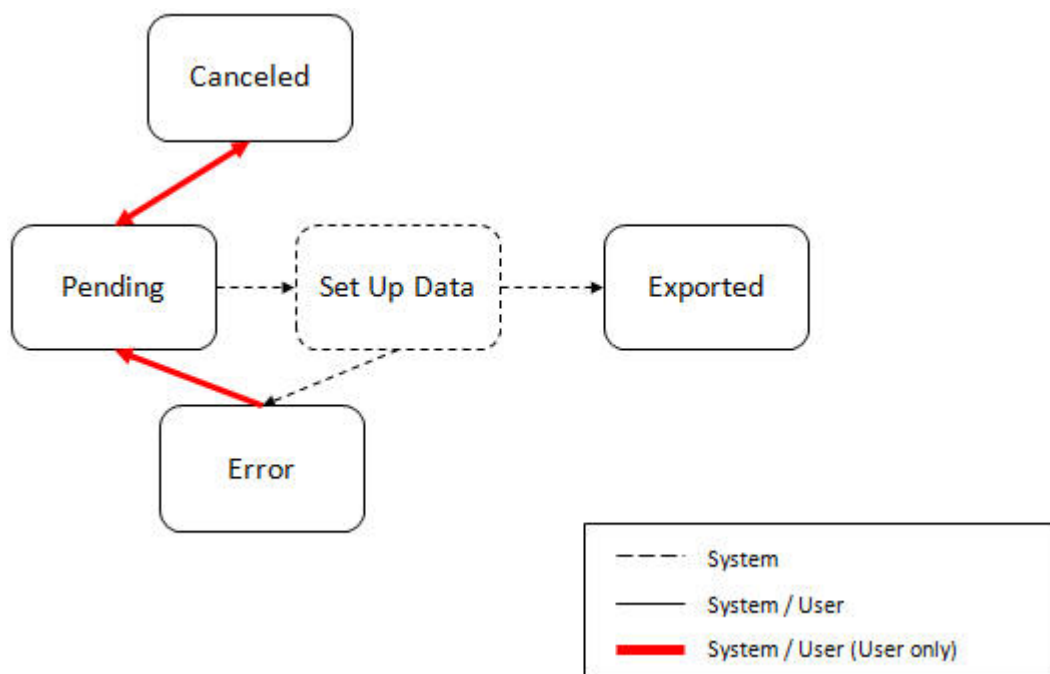 Canceled
Pending
Set Up Data
Exported
Error
System
System / User
System / User (User only)